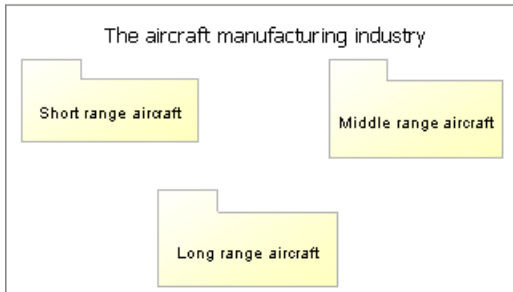 The aircraft manufacturing industry
Short range aircraft
Middle range aircraft
Long range aircraft